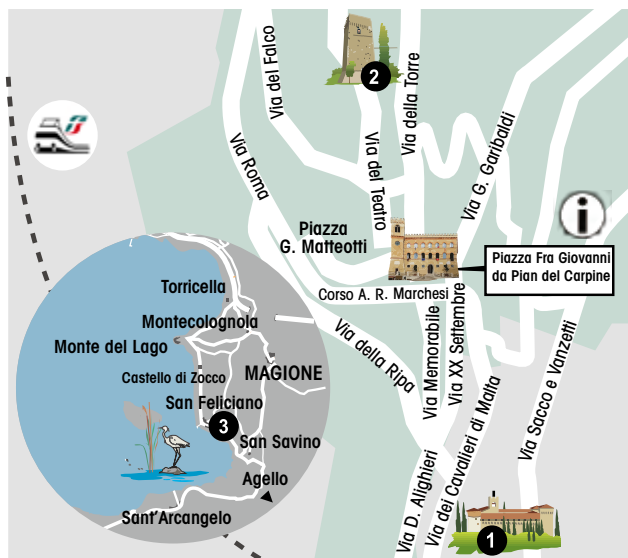 Via del Falco
2
Via della Torre
Via Roma
Via del Teatro
Via G. Garibaldi
i
Piazza
G. Matteotti
Piazza Fra Giovanni
da Pian del Carpine
Corso A. R. Marchesi
Torricella
Montecolognola
Monte del Lago
Castello di Zocco
MAGIONE
San Feliciano
3
San Savino
Agello
Sant'Arcangelo
Via della Ripa
Via Memorabile
Via XX Settembre
Via Sacco e Vanzetti
Via D. Alighieri
Via dei Cavalieri di Malta
1